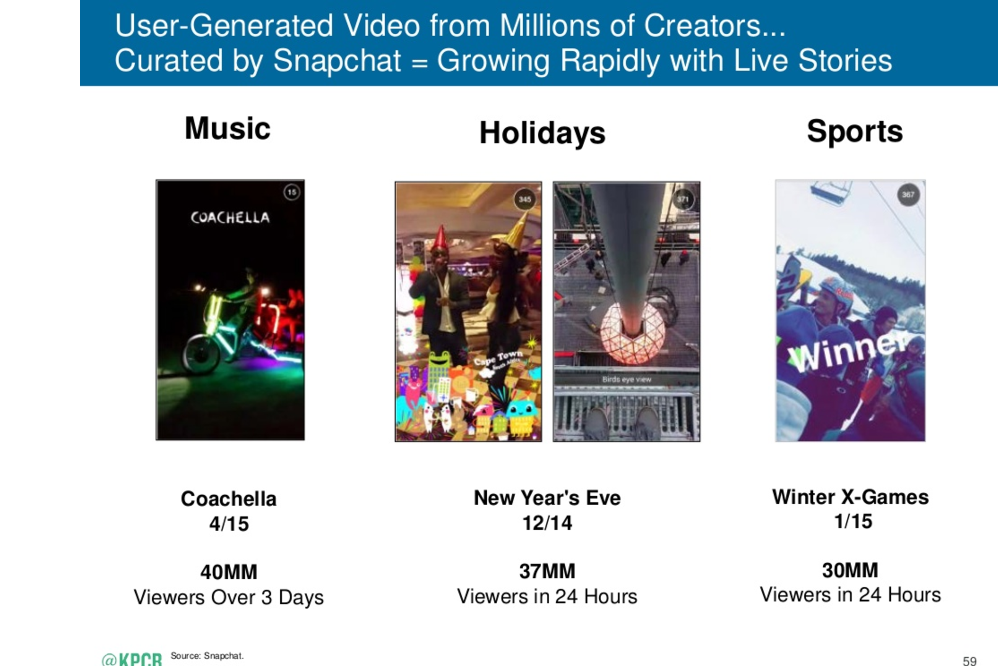 User-Generated Video from Millions of Creators...
Curated by Snapchat = Growing Rapidly with Live Stories
Music
Holidays
Sports
15
COACHELLA
345
Cape Town
South Africa
371
Birds eye view
367
Winner
Coachella
4/15
40MM
Viewers Over 3 Days
New Year's Eve
12/14
37MM
Viewers in 24 Hours
Winter X-Games
1/15
30MM
Viewers in 24 Hours
@KPCB
Source: Snapchat.
59